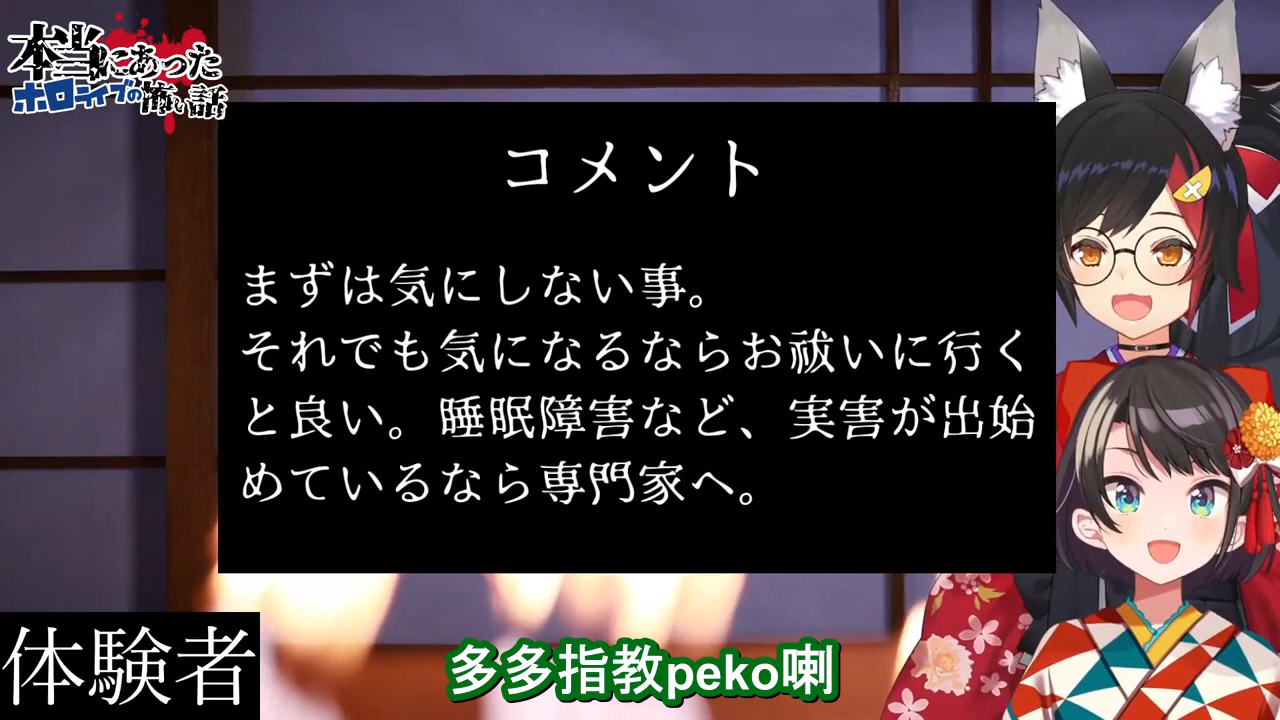 本当にあった
ホロライブの怖い話
コメント
まずは気にしない事。
それでも気になるならお祓いに行く
と良い。睡眠障害など、実害が出始
めているなら専門家へ。
体験者
多多指教peko喇